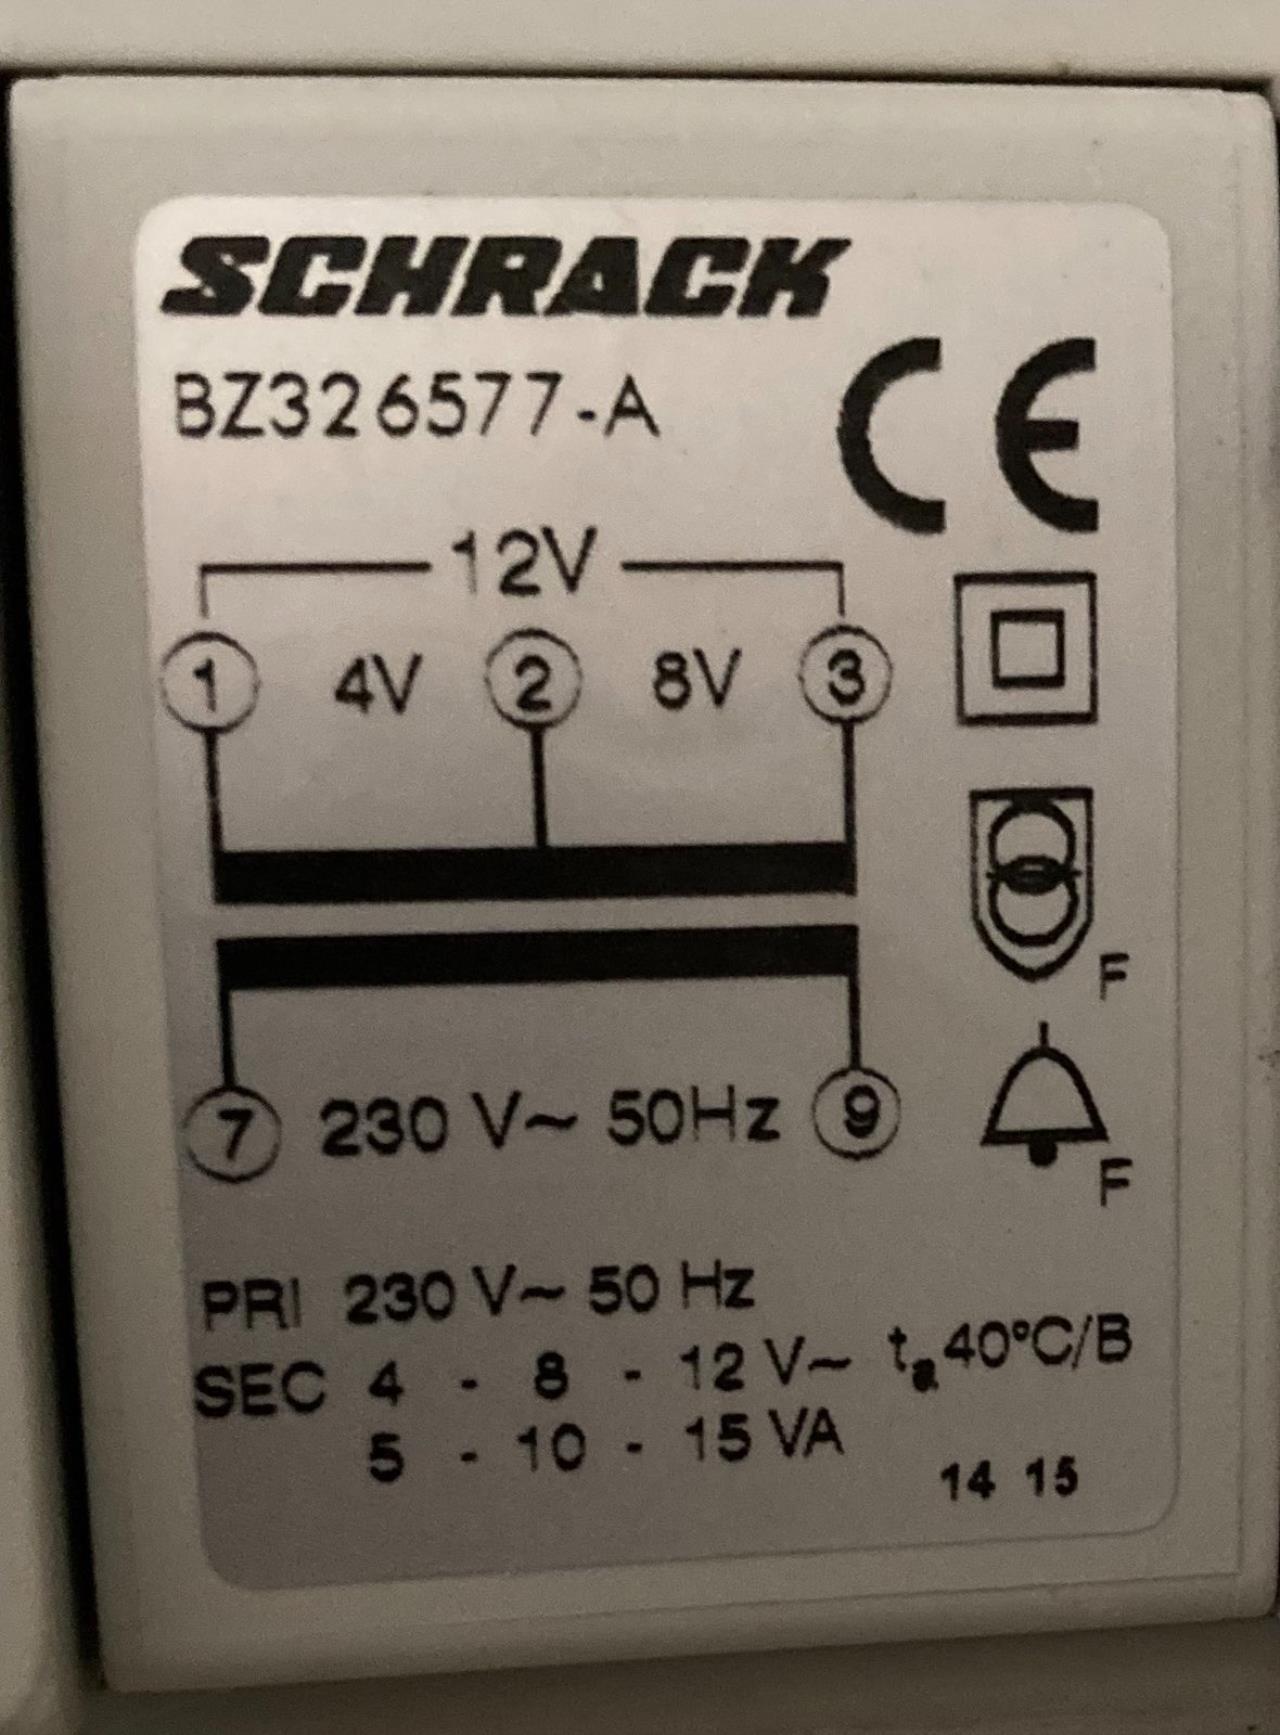 SCHRACK
BZ326577-A
CE
12V
1 4V 2 8V 3
F
7 230 V~ 50Hz 9
F
PRI 230 V~ 50 Hz
SEC 4 - 8 - 12 V~ ta 40°C/B
5 - 10 - 15 VA
14 15